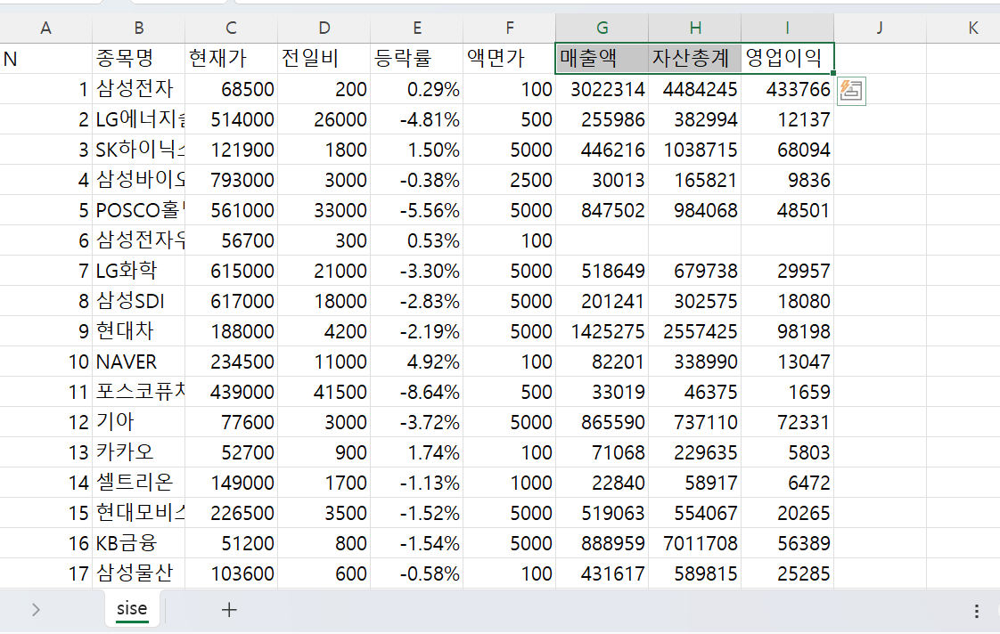 A B C D E F G H I J K
N 종목명 현재가 전일비 등락률 액면가 매출액 자산총계 영업이익
1 삼성전자 68500 200 0.29% 100 3022314 4484245 433766
2 LG에너지 514000 26000 -4.81% 500 255986 382994 12137
3 SK하이닉 121900 1800 1.50% 5000 446216 1038715 68094
4 삼성바이오 793000 3000 -0.38% 2500 30013 165821 9836
5 POSCO홀 561000 33000 -5.56% 5000 847502 984068 48501
6 삼성전자우 56700 300 0.53% 100
7 LG화학 615000 21000 -3.30% 5000 518649 679738 29957
8 삼성SDI 617000 18000 -2.83% 5000 201241 302575 18080
9 현대차 188000 4200 -2.19% 5000 1425275 2557425 98198
10 NAVER 234500 11000 4.92% 100 82201 338990 13047
11 포스코퓨처 439000 41500 -8.64% 500 33019 46375 1659
12 기아 77600 3000 -3.72% 5000 865590 737110 72331
13 카카오 52700 900 1.74% 100 71068 229635 5803
14 셀트리온 149000 1700 -1.13% 1000 22840 58917 6472
15 현대모비스 226500 3500 -1.52% 5000 519063 554067 20265
16 KB금융 51200 800 -1.54% 5000 888959 7011708 56389
17 삼성물산 103600 600 -0.58% 100 431617 589815 25285
sise